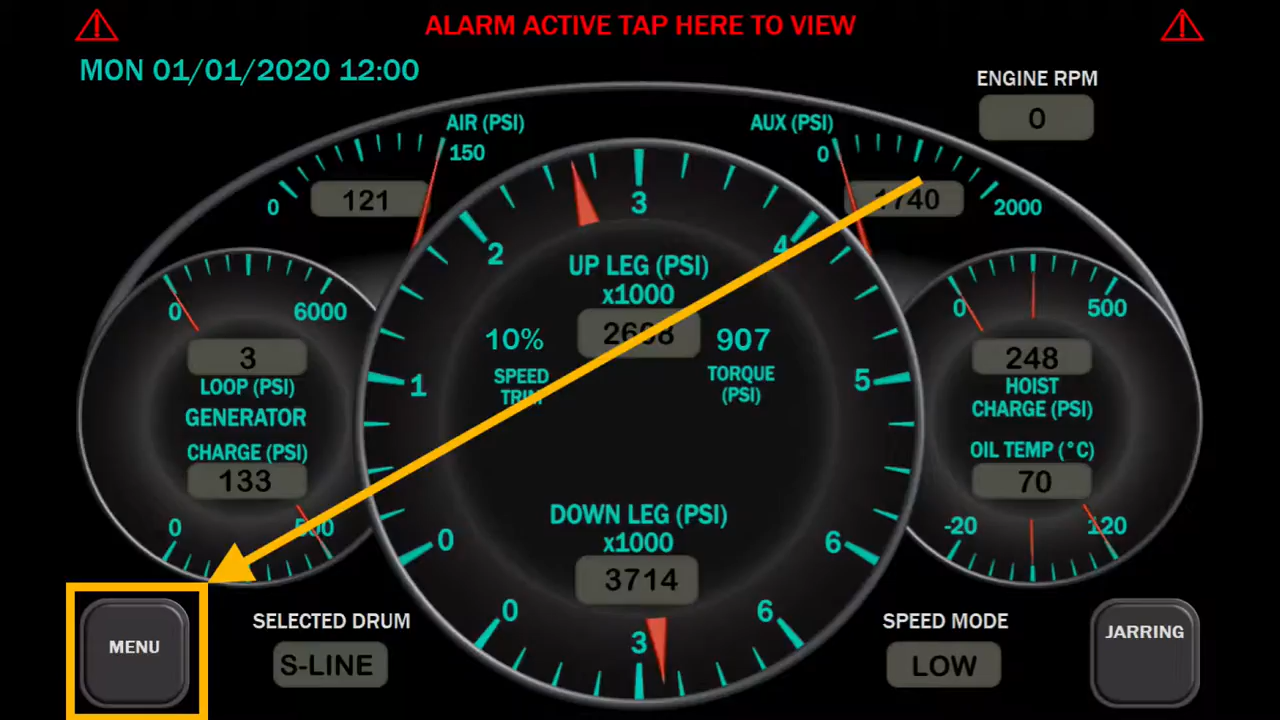 ALARM ACTIVE TAP HERE TO VIEW
MON 01/01/2020 12:00
ENGINE RPM
0
AIR (PSI)
0
150
121
AUX (PSI)
0
2000
1740
2
3
4
1
5
0
6
UP LEG (PSI)
x1000
10%
SPEED
TRIM
907
TORQUE
(PSI)
0
6000
3
LOOP (PSI)
GENERATOR
CHARGE (PSI)
133
0
500
0
500
248
HOIST
CHARGE (PSI)
OIL TEMP (°C)
70
-20
120
DOWN LEG (PSI)
x1000
3714
0
3
6
MENU
SELECTED DRUM
S-LINE
SPEED MODE
LOW
JARRING